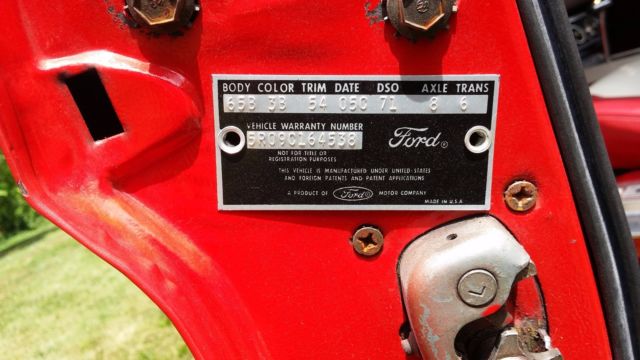 BODY COLOR TRIM DATE DSO AXLE TRANS
65B 3B 54 05C 71 8 6
VEHICLE WARRANTY NUMBER
5R09C164538
Ford®
NOT FOR TITLE OR
REGISTRATION PURPOSES
THIS VEHICLE IS MANUFACTURED UNDER UNITED STATES
AND FOREIGN PATENTS AND PATENT APPLICATIONS
A PRODUCT OF Ford MOTOR COMPANY
MADE IN U.S.A.